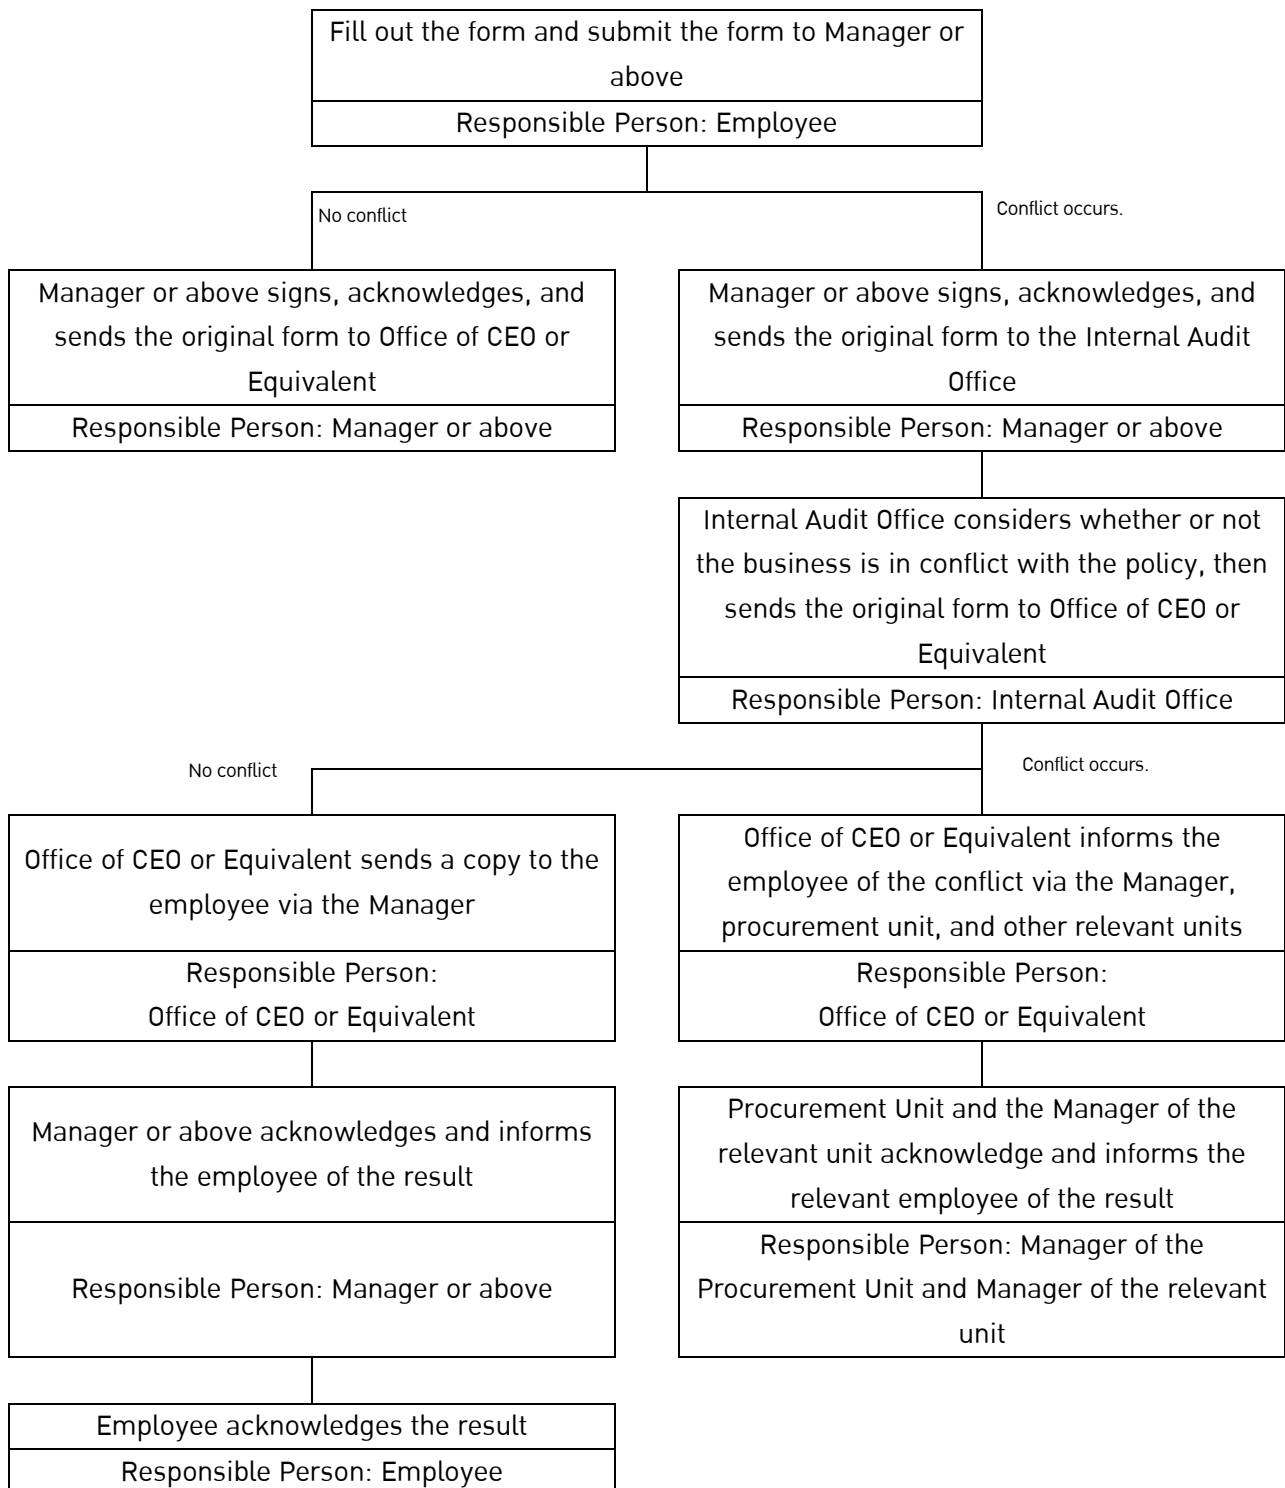 Fill out the form and submit the form to Manager or
above
Responsible Person: Employee
No conflict
Conflict occurs.
Manager or above signs, acknowledges, and
sends the original form to Office of CEO or
Equivalent
Responsible Person: Manager or above
Manager or above signs, acknowledges, and
sends the original form to the Internal Audit
Office
Responsible Person: Manager or above
Internal Audit Office considers whether or not
the business is in conflict with the policy, then
sends the original form to Office of CEO or
Equivalent
Responsible Person: Internal Audit Office
No conflict
Conflict occurs.
Office of CEO or Equivalent sends a copy to the
employee via the Manager
Responsible Person:
Office of CEO or Equivalent
Office of CEO or Equivalent informs the
employee of the conflict via the Manager,
procurement unit, and other relevant units
Responsible Person:
Office of CEO or Equivalent
Manager or above acknowledges and informs
the employee of the result
Responsible Person: Manager or above
Procurement Unit and the Manager of the
relevant unit acknowledge and informs the
relevant employee of the result
Responsible Person: Manager of the
Procurement Unit and Manager of the relevant
unit
Employee acknowledges the result
Responsible Person: Employee